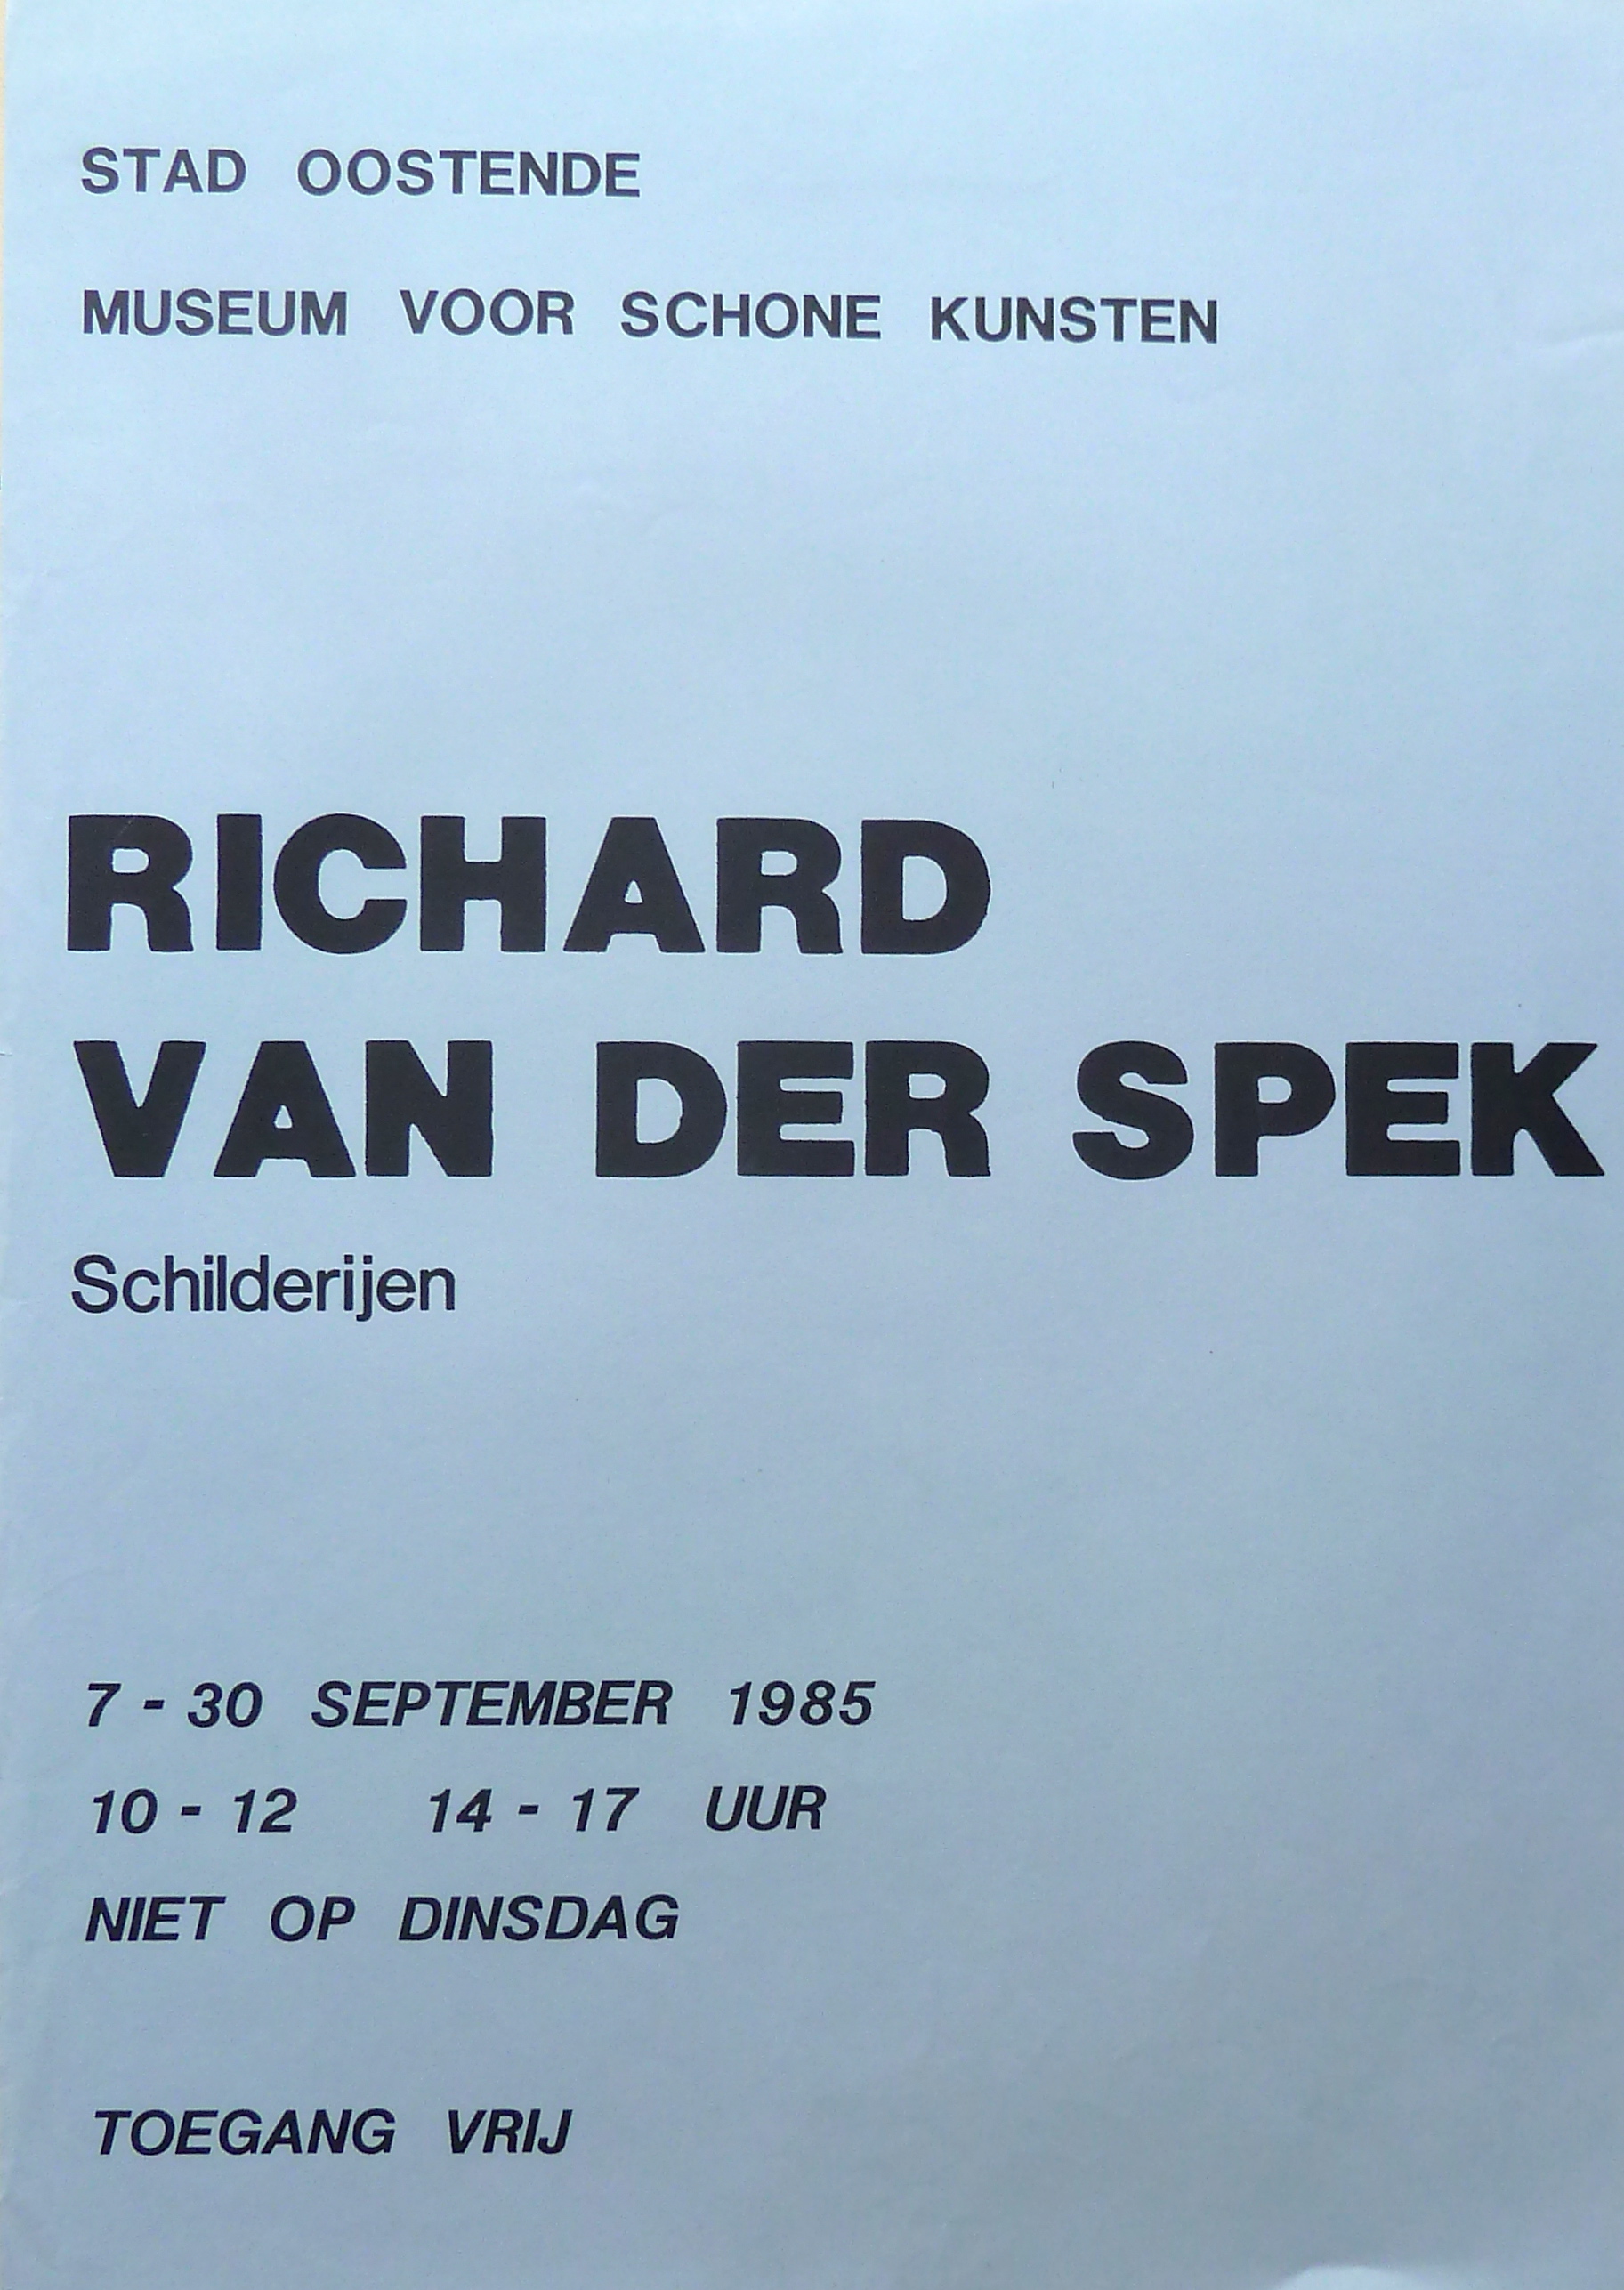 STAD OOSTENDE
MUSEUM VOOR SCHONE KUNSTEN
RICHARD
VAN DER SPEK
Schilderijen
7 - 30 SEPTEMBER 1985
10 - 12 14 - 17 UUR
NIET OP DINSDAG
TOEGANG VRIJ